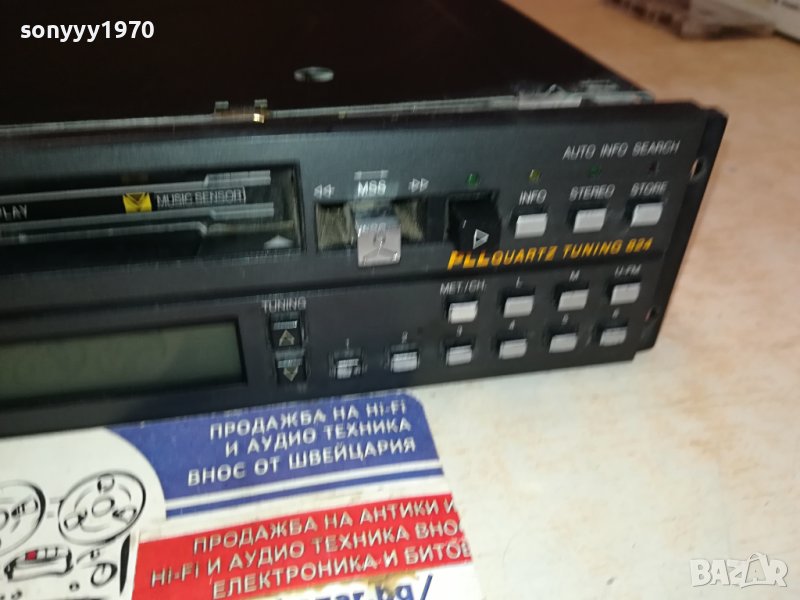 sonyyy1970
AUTO INFO SEARCH
MSS
INFO
STEREO
STORE
PLAY
MUSIC SENSOR
PLL QUARTZ TUNING 824
MET/CH.
L
M
U-FM
TUNING
1
2
3
4
5
6
ПРОДАЖБА НА Hi-Fi
И АУДИО ТЕХНИКА
ВНОС ОТ ШВЕЙЦАРИЯ
ПРОДАЖБА НА АНТИКИ И
Hi-Fi И АУДИО ТЕХНИКА ВНОС
ЕЛЕКТРОНИКА И БИТОВ
BAZAR.bg